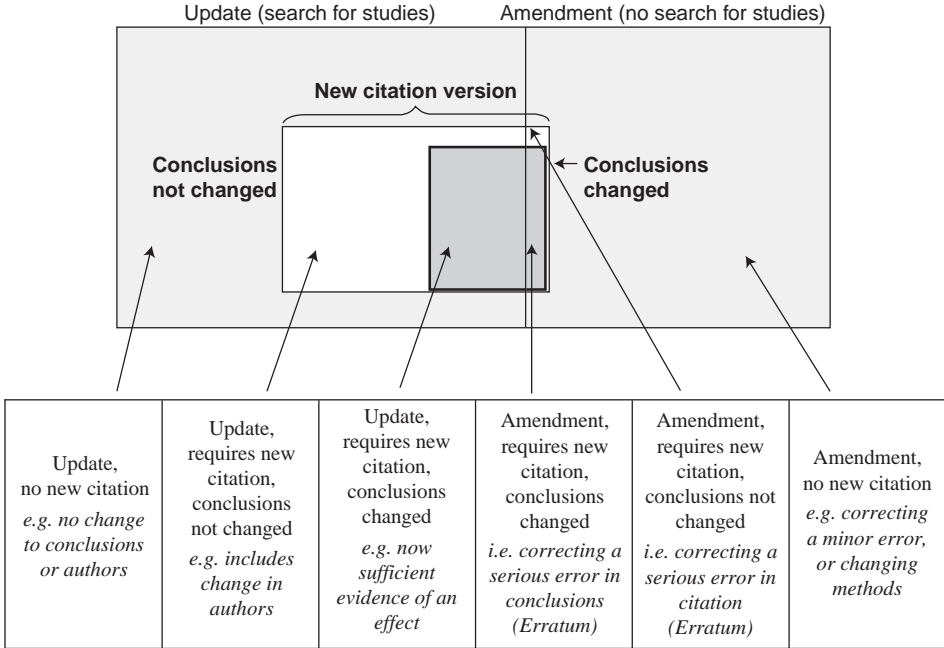 Update (search for studies)
Amendment (no search for studies)
New citation version
Conclusions
not changed
Conclusions
changed
Update,
no new citation
e.g. no change
to conclusions
or authors
Update,
requires new
citation,
conclusions
not changed
e.g. includes
change in
authors
Update,
requires new
citation,
conclusions
changed
e.g. now
sufficient
evidence of an
effect
Amendment,
requires new
citation,
conclusions
changed
i.e. correcting a
serious error in
conclusions
(Erratum)
Amendment,
requires new
citation,
conclusions not
changed
i.e. correcting a
serious error in
citation
(Erratum)
Amendment,
no new citation
e.g. correcting
a minor error,
or changing
methods